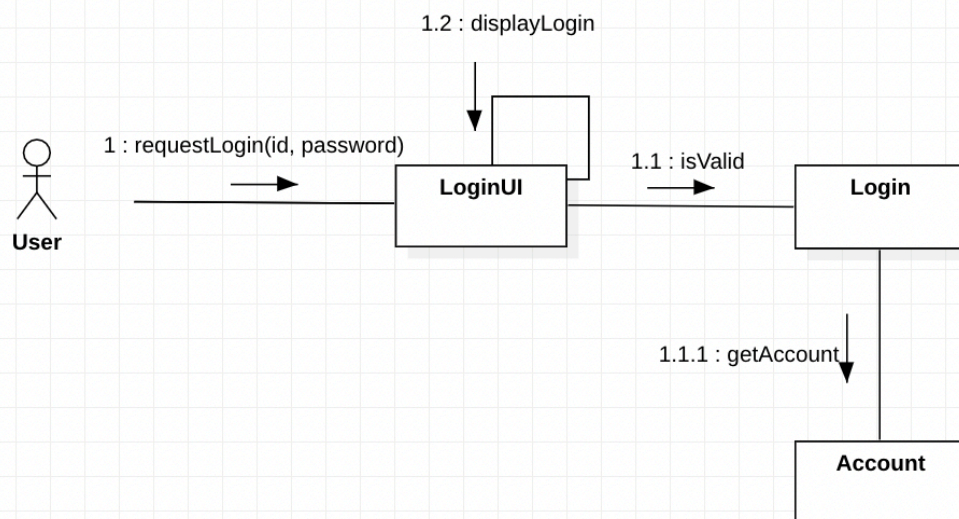 1.2 : displayLogin
1 : requestLogin(id, password)
1.1 : isValid
LoginUI
Login
User
1.1.1 : getAccount
Account